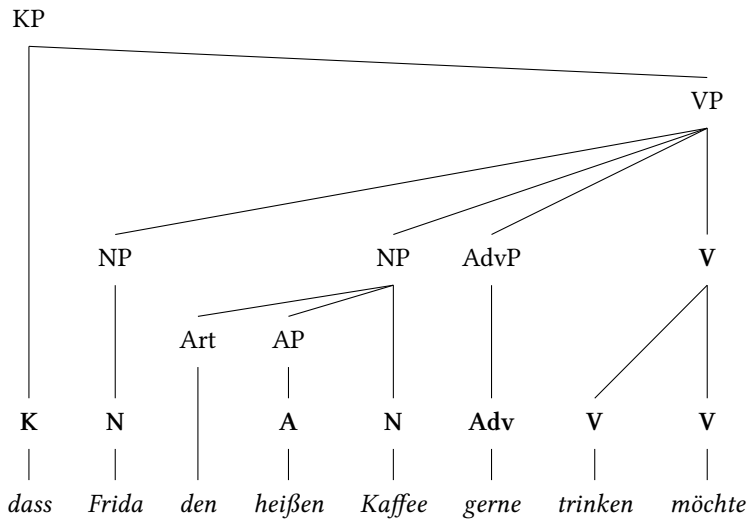 KP
VP
NP NP AdvP V
Art AP
K N A N Adv V V
dass Frida den heißen Kaffee gerne trinken möchte